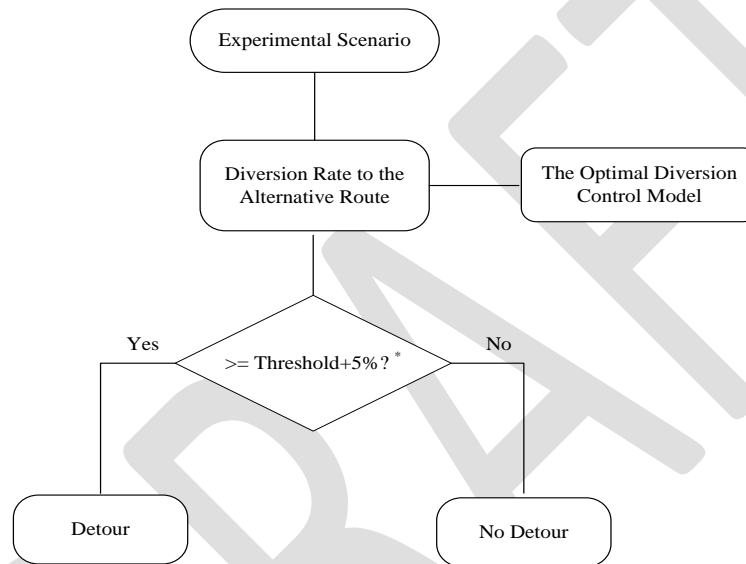 Experimental Scenario
Diversion Rate to the
Alternative Route
The Optimal Diversion
Control Model
Yes
>= Threshold+5%? *
No
Detour
No Detour
DRAFT